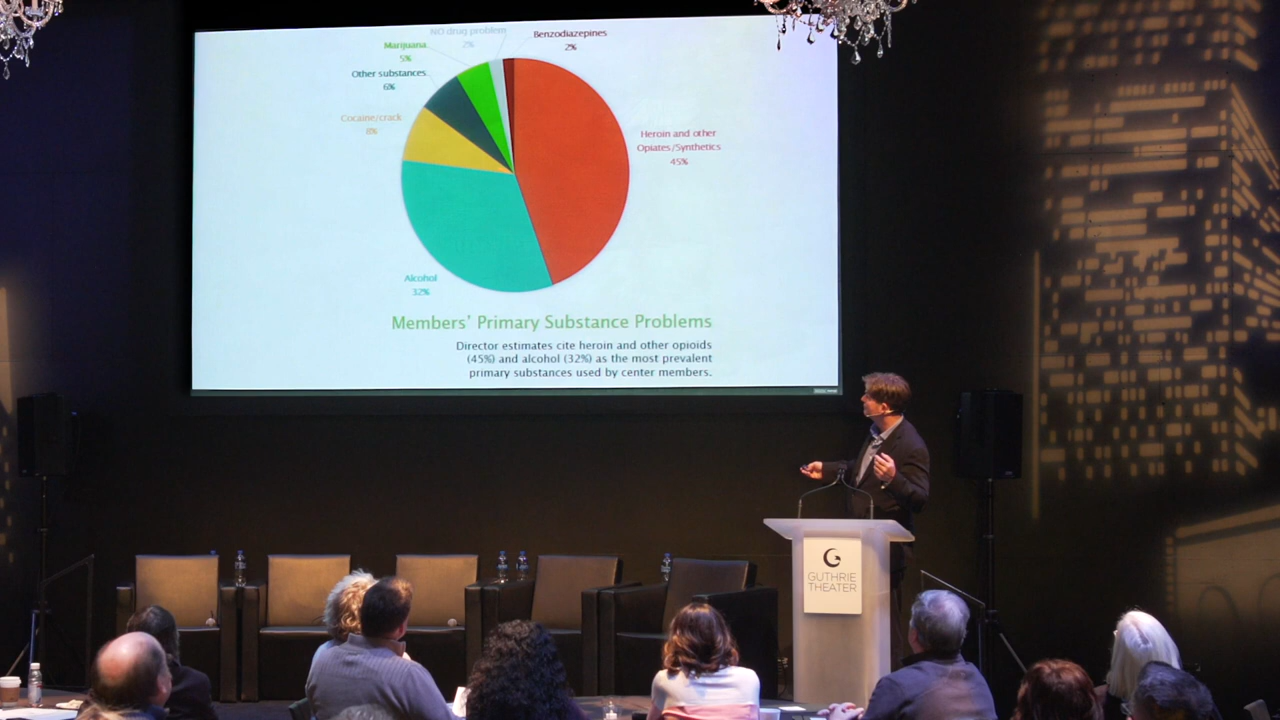 NO drug problem
2%
Benzodiazepines
2%
Marijuana
5%
Other substances
6%
Cocaine/crack
8%
Heroin and other
Opiates/Synthetics
45%
Alcohol
32%
Members' Primary Substance Problems
Director estimates cite heroin and other opioids
(45%) and alcohol (32%) as the most prevalent
primary substances used by center members.
GUTHRIE
THEATER